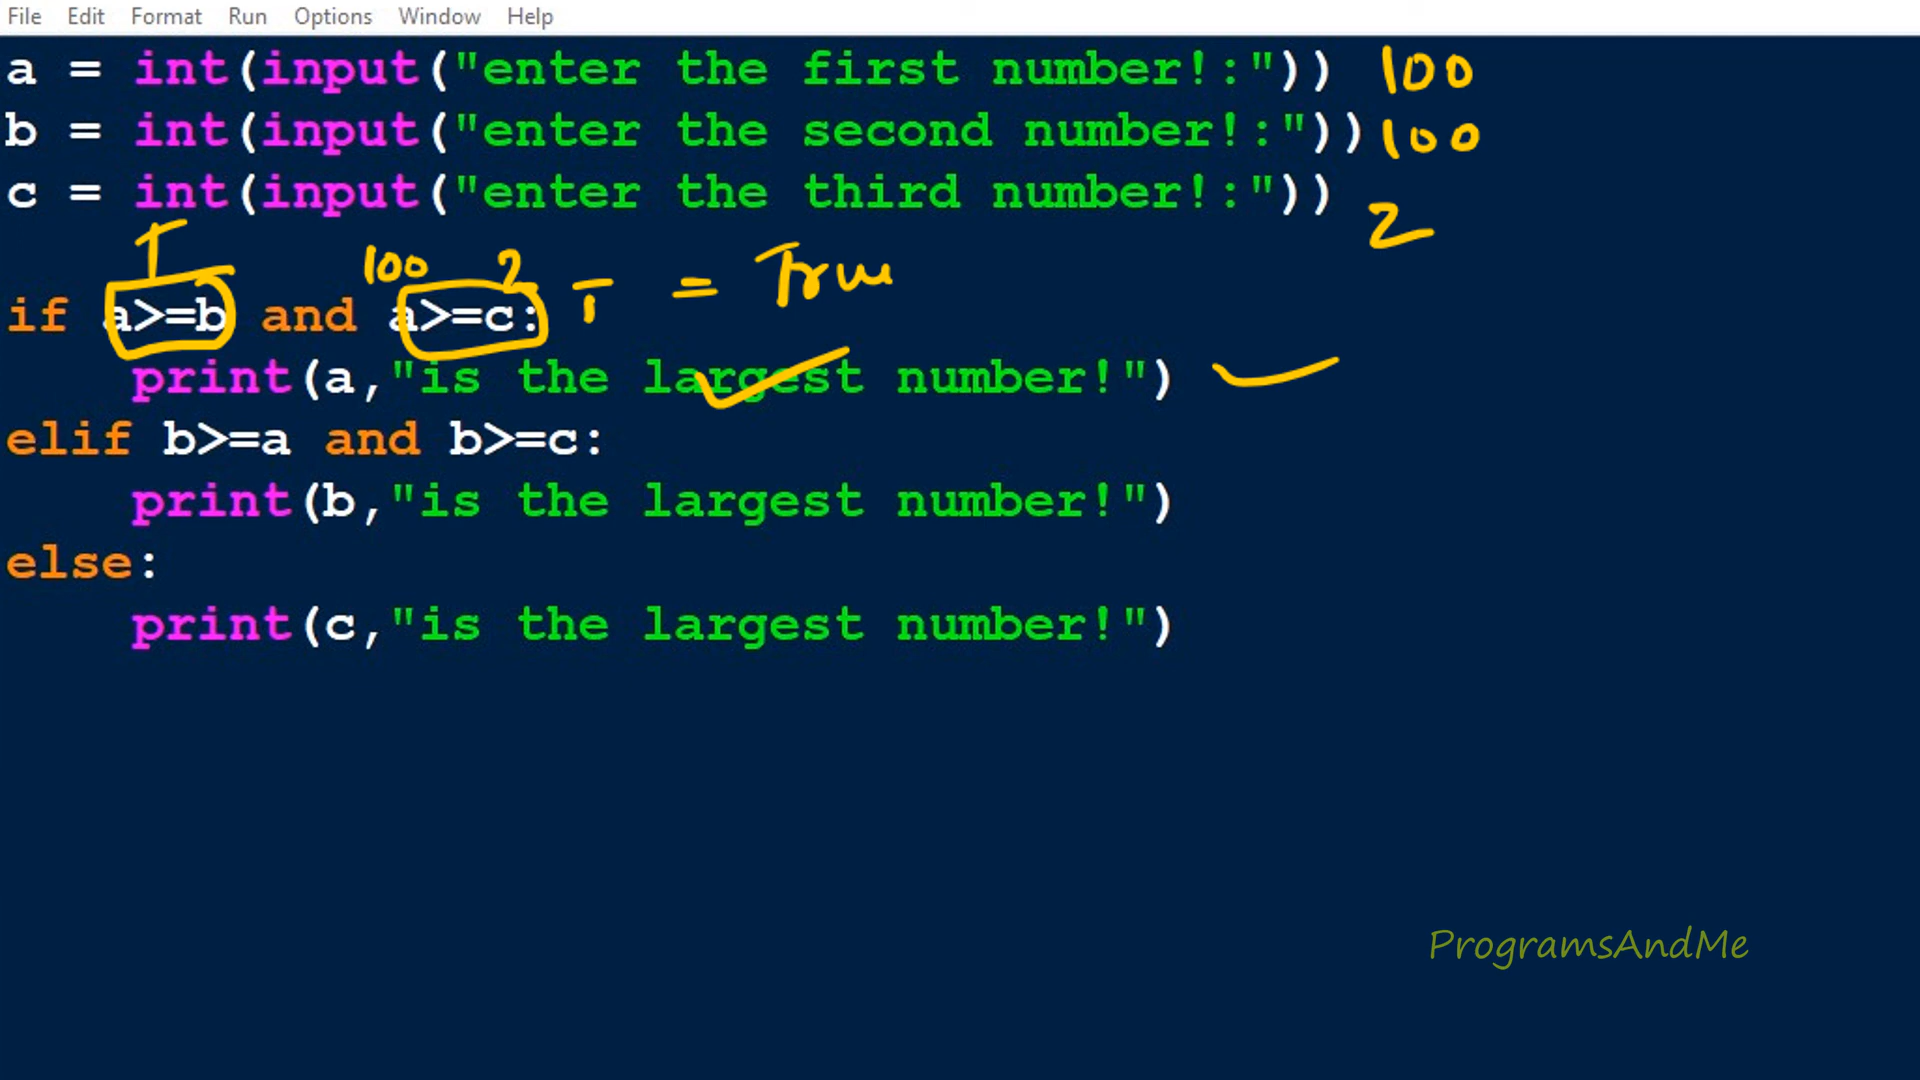 File Edit Format Run Options Window Help
a = int(input("enter the first number!:")) 100
b = int(input("enter the second number!:")) 100
c = int(input("enter the third number!:")) 2
T 100 2 T = True
if a>=b and a>=c:
    print(a,"is the largest number!")
elif b>=a and b>=c:
    print(b,"is the largest number!")
else:
    print(c,"is the largest number!")
ProgramsAndMe